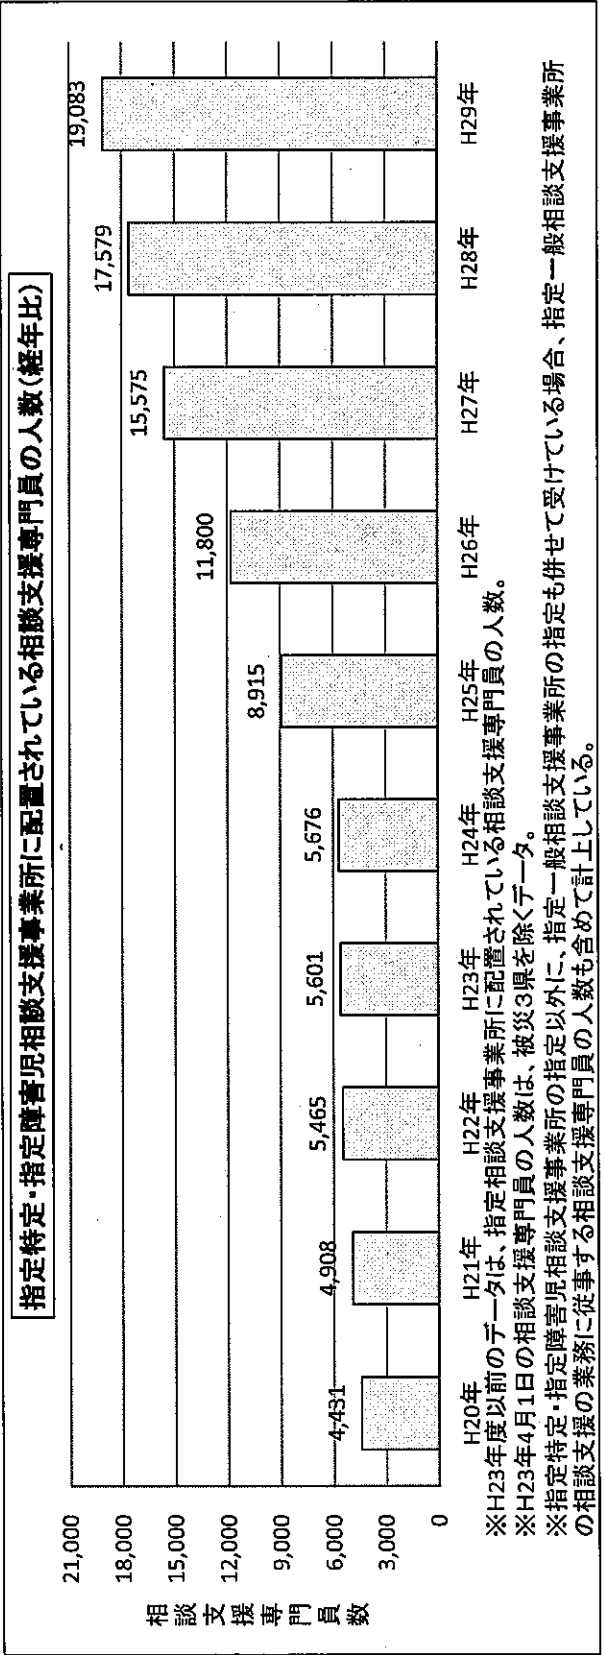 指定特定・指定障害児相談支援事業所に配置されている相談支援専門員の人数(経年比)
相談支援専門員数
21,000
18,000
15,000
12,000
9,000
6,000
3,000
0
4,431
4,908
5,465
5,601
5,676
8,915
11,800
15,575
17,579
19,083
H20年
H21年
H22年
H23年
H24年
H25年
H26年
H27年
H28年
H29年
※H23年度以前のデータは、指定相談支援事業所に配置されている相談支援専門員の人数。
※H23年4月1日の相談支援専門員の人数は、被災3県を除くデータ。
※指定特定・指定障害児相談支援事業所の指定以外に、指定一般相談支援事業所の指定も併せて受けている場合、指定一般相談支援事業所
の相談支援の業務に従事する相談支援専門員の人数も含めて計上している。